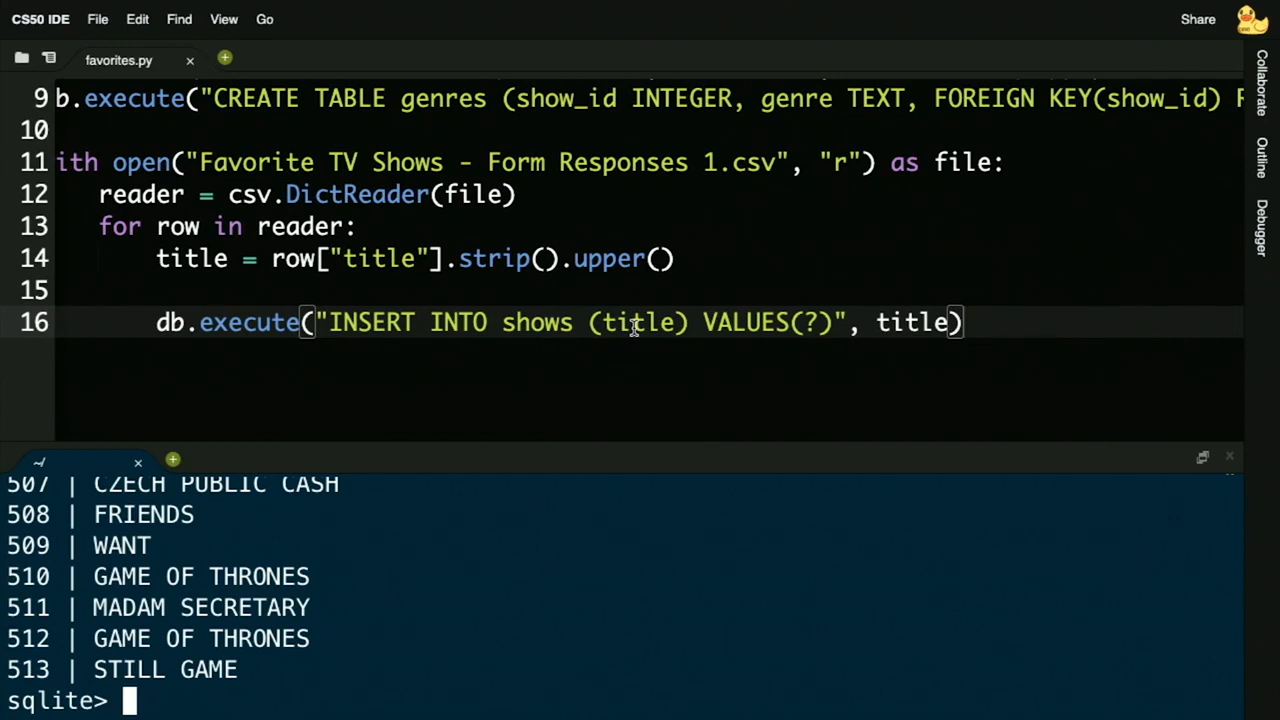 CS50 IDE File Edit Find View Go Share
favorites.py
9 b.execute("CREATE TABLE genres (show_id INTEGER, genre TEXT, FOREIGN KEY(show_id) R
10
11 ith open("Favorite TV Shows - Form Responses 1.csv", "r") as file:
12 reader = csv.DictReader(file)
13 for row in reader:
14 title = row["title"].strip().upper()
15
16 db.execute("INSERT INTO shows (title) VALUES(?)", title)
~/
507 | CZECH PUBLIC CASH
508 | FRIENDS
509 | WANT
510 | GAME OF THRONES
511 | MADAM SECRETARY
512 | GAME OF THRONES
513 | STILL GAME
sqlite>
Collaborate
Outline
Debugger